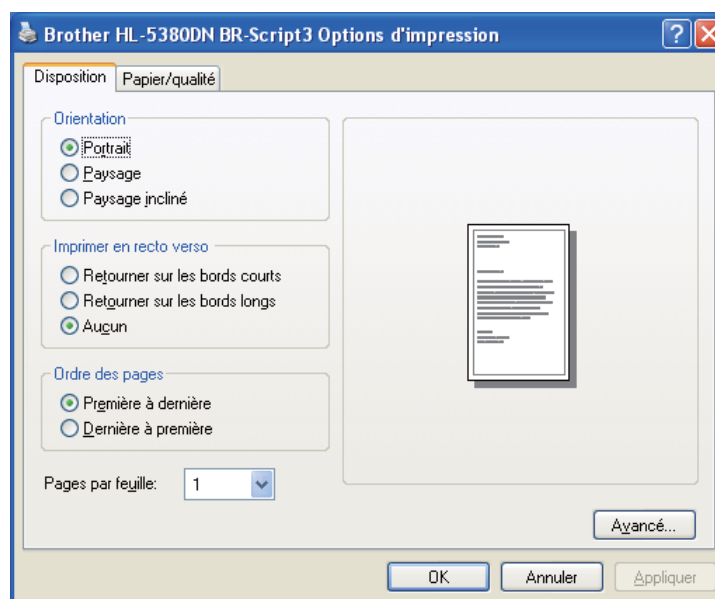 Brother HL-5380DN BR-Script3 Options d'impression
Disposition
Papier/qualité
Orientation
Portrait
Paysage
Paysage incliné
Imprimer en recto verso
Retourner sur les bords courts
Retourner sur les bords longs
Aucun
Ordre des pages
Première à dernière
Dernière à première
Pages par feuille:
1
Avancé...
OK
Annuler
Appliquer